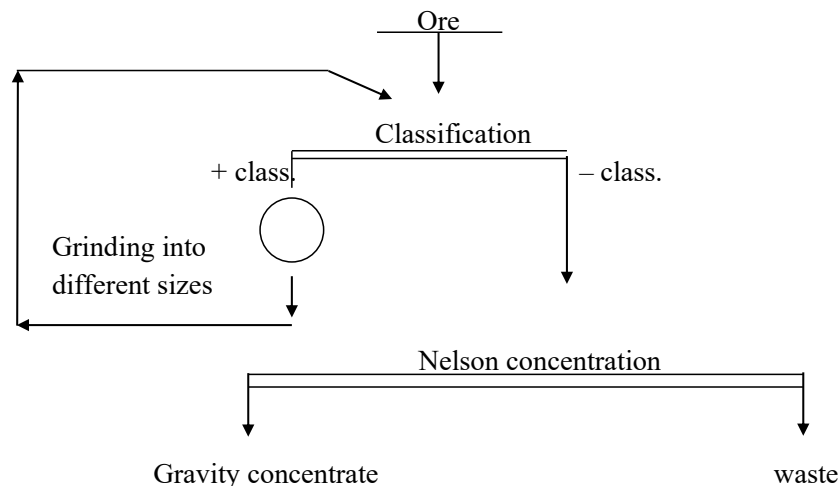 Ore
Classification
+ class.
– class.
Grinding into
different sizes
Nelson concentration
Gravity concentrate
waste